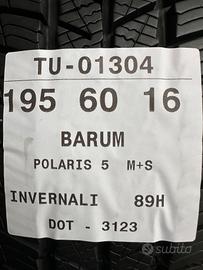 TU-01304
195 60 16
BARUM
POLARIS 5 M+S
INVERNALI 89H
DOT - 3123
subito